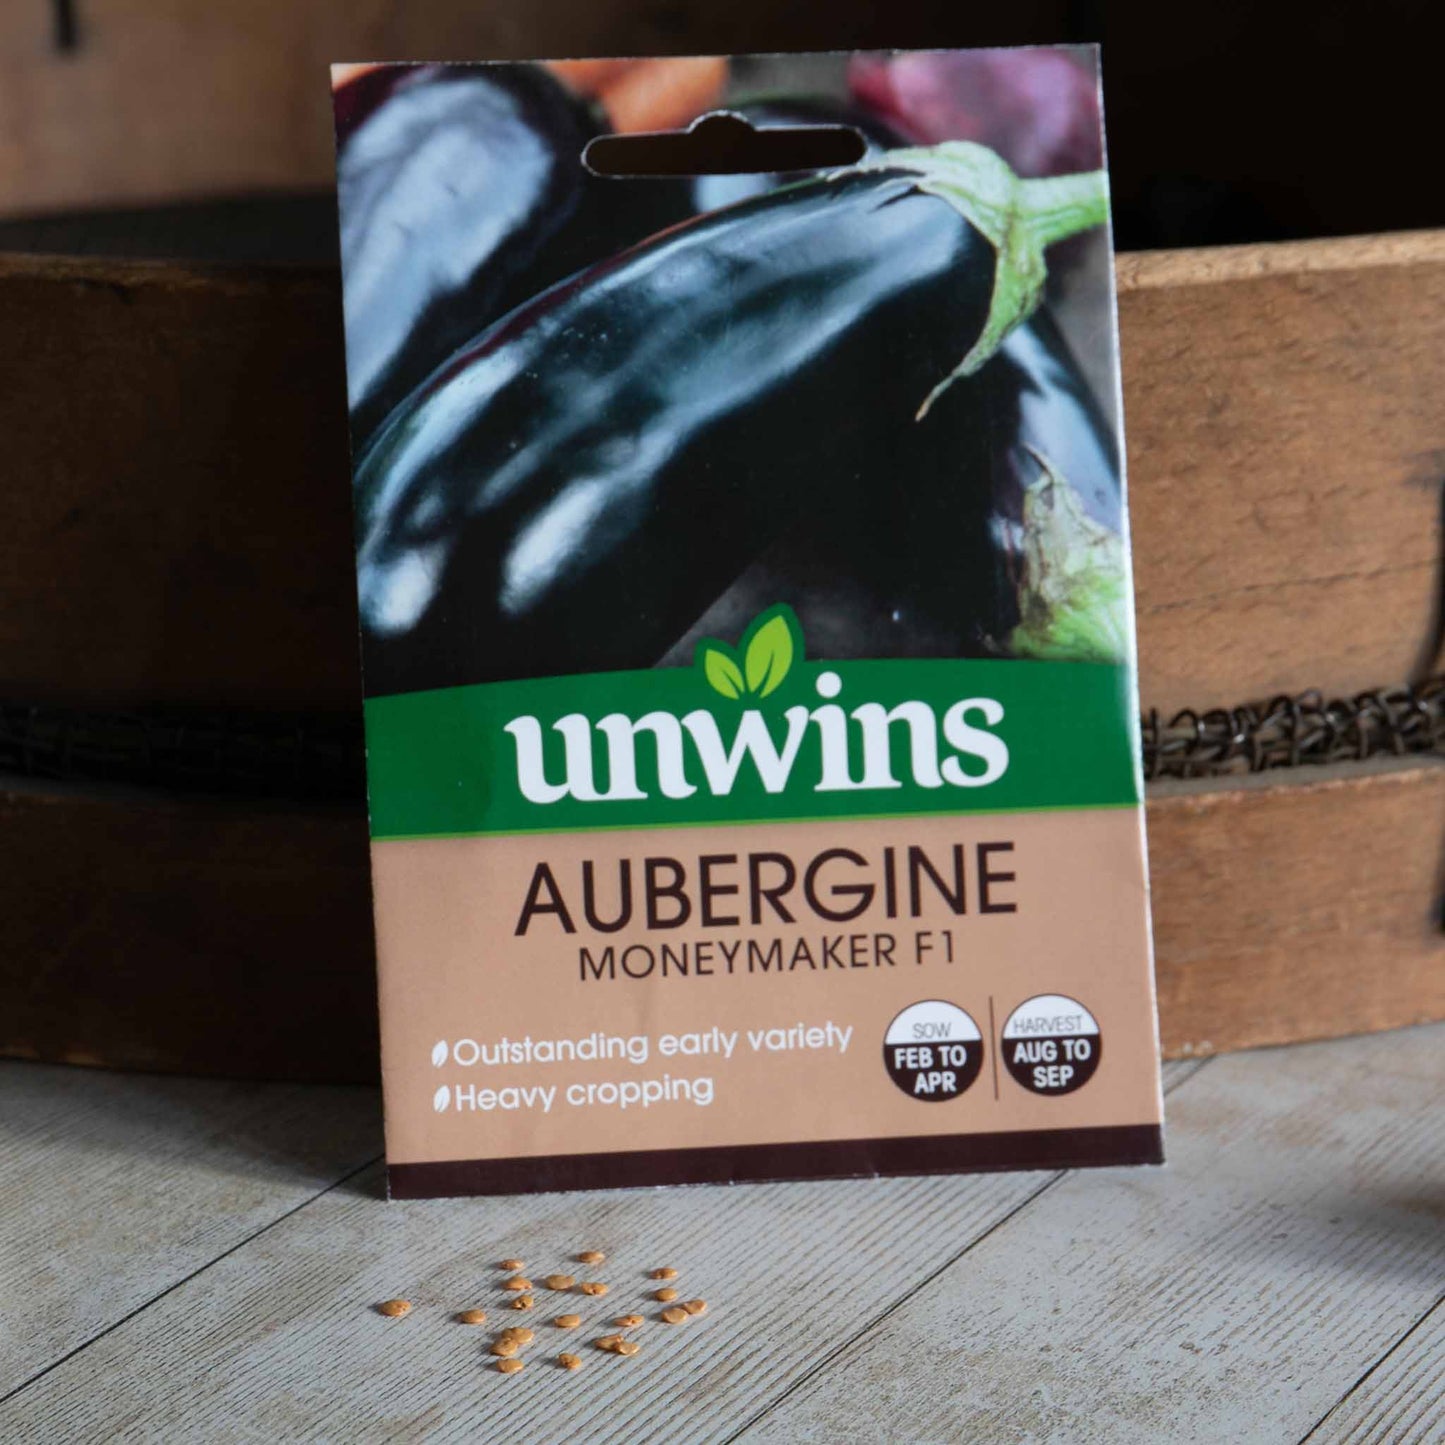 unwins
AUBERGINE
MONEYMAKER F1
Outstanding early variety
Heavy cropping
SOW
FEB TO
APR
HARVEST
AUG TO
SEP